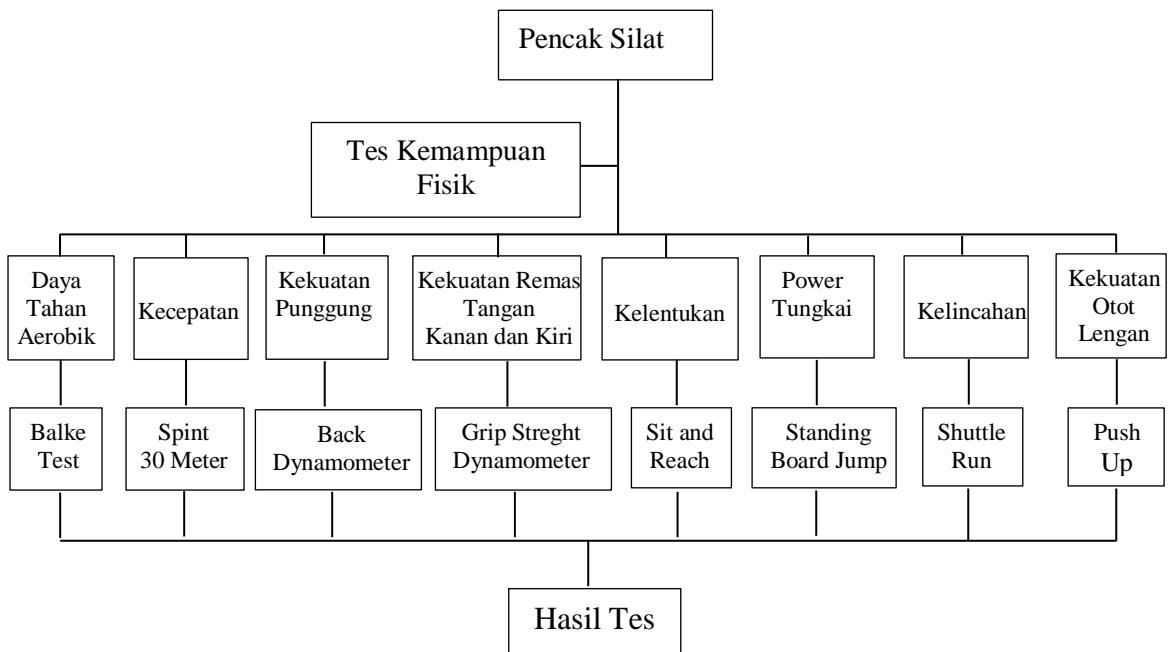 Pencak Silat
Tes Kemampuan
Fisik
Daya
Tahan
Aerobik
Kecepatan
Kekuatan
Punggung
Kekuatan Remas
Tangan
Kanan dan Kiri
Kelentukan
Power
Tungkai
Kelincahan
Kekuatan
Otot
Lengan
Balke
Test
Spint
30 Meter
Back
Dynamometer
Grip Streght
Dynamometer
Sit and
Reach
Standing
Board Jump
Shuttle
Run
Push
Up
Hasil Tes